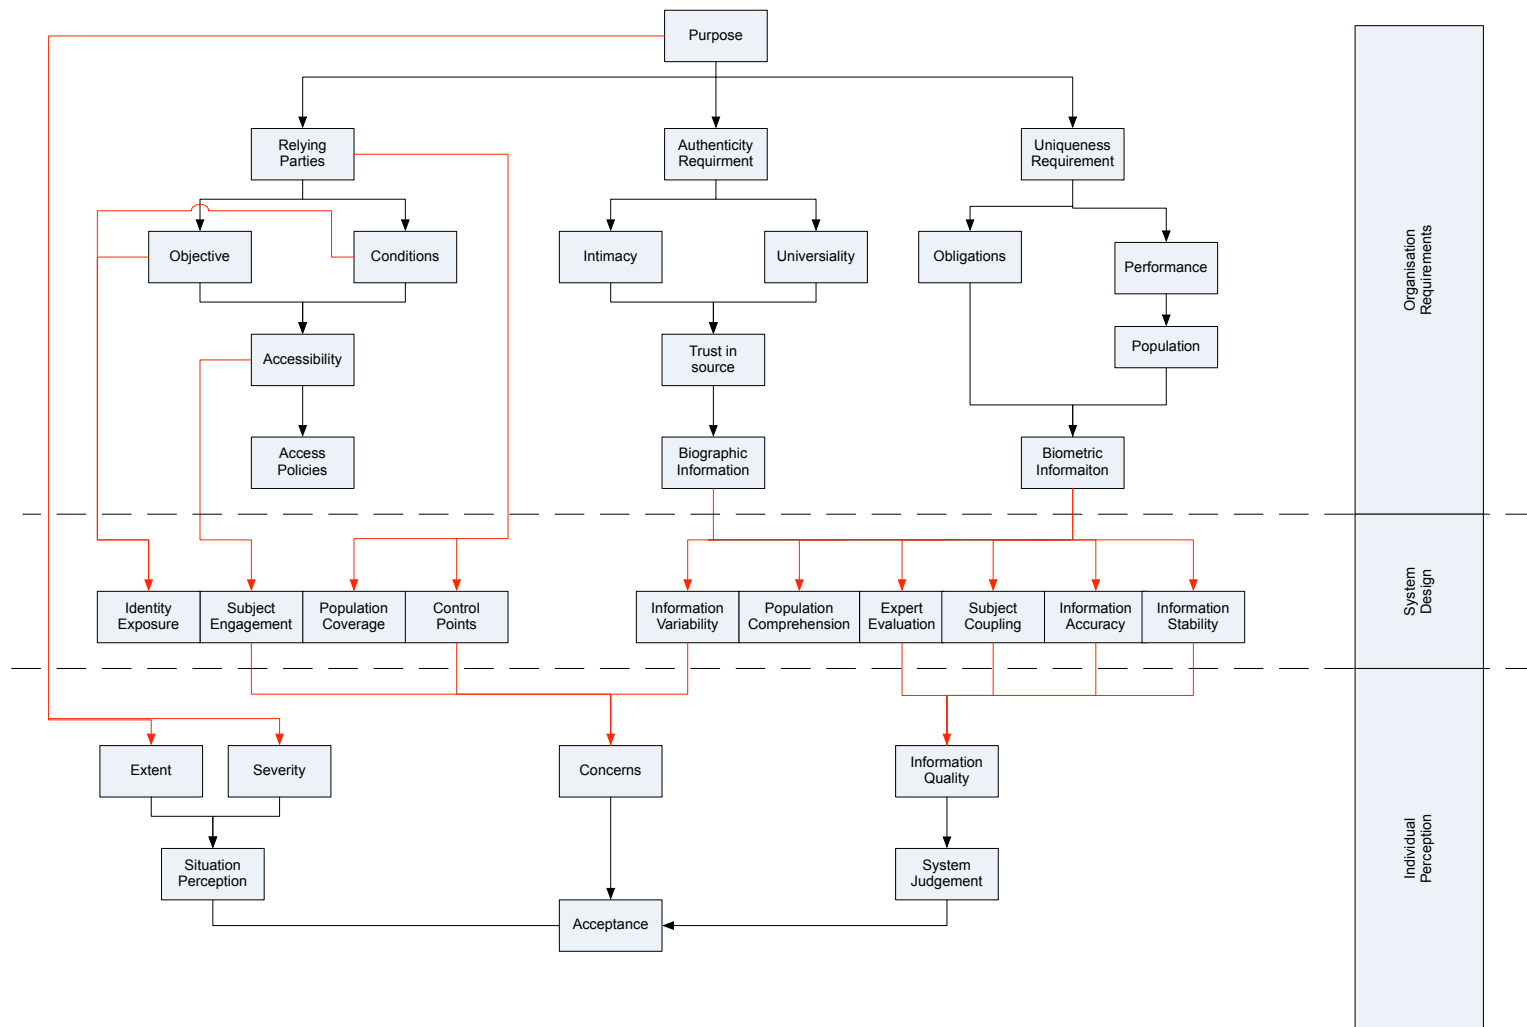 Purpose
Relying
Parties
Authenticity
Requirment
Uniqueness
Requirement
Objective
Conditions
Intimacy
Universiality
Obligations
Performance
Accessibility
Trust in
source
Population
Access
Policies
Biographic
Information
Biometric
Informaiton
Organisation
Requirements
Identity
Exposure
Subject
Engagement
Population
Coverage
Control
Points
Information
Variability
Population
Comprehension
Expert
Evaluation
Subject
Coupling
Information
Accuracy
Information
Stability
System
Design
Extent
Severity
Concerns
Information
Quality
Situation
Perception
System
Judgement
Acceptance
Individual
Perception